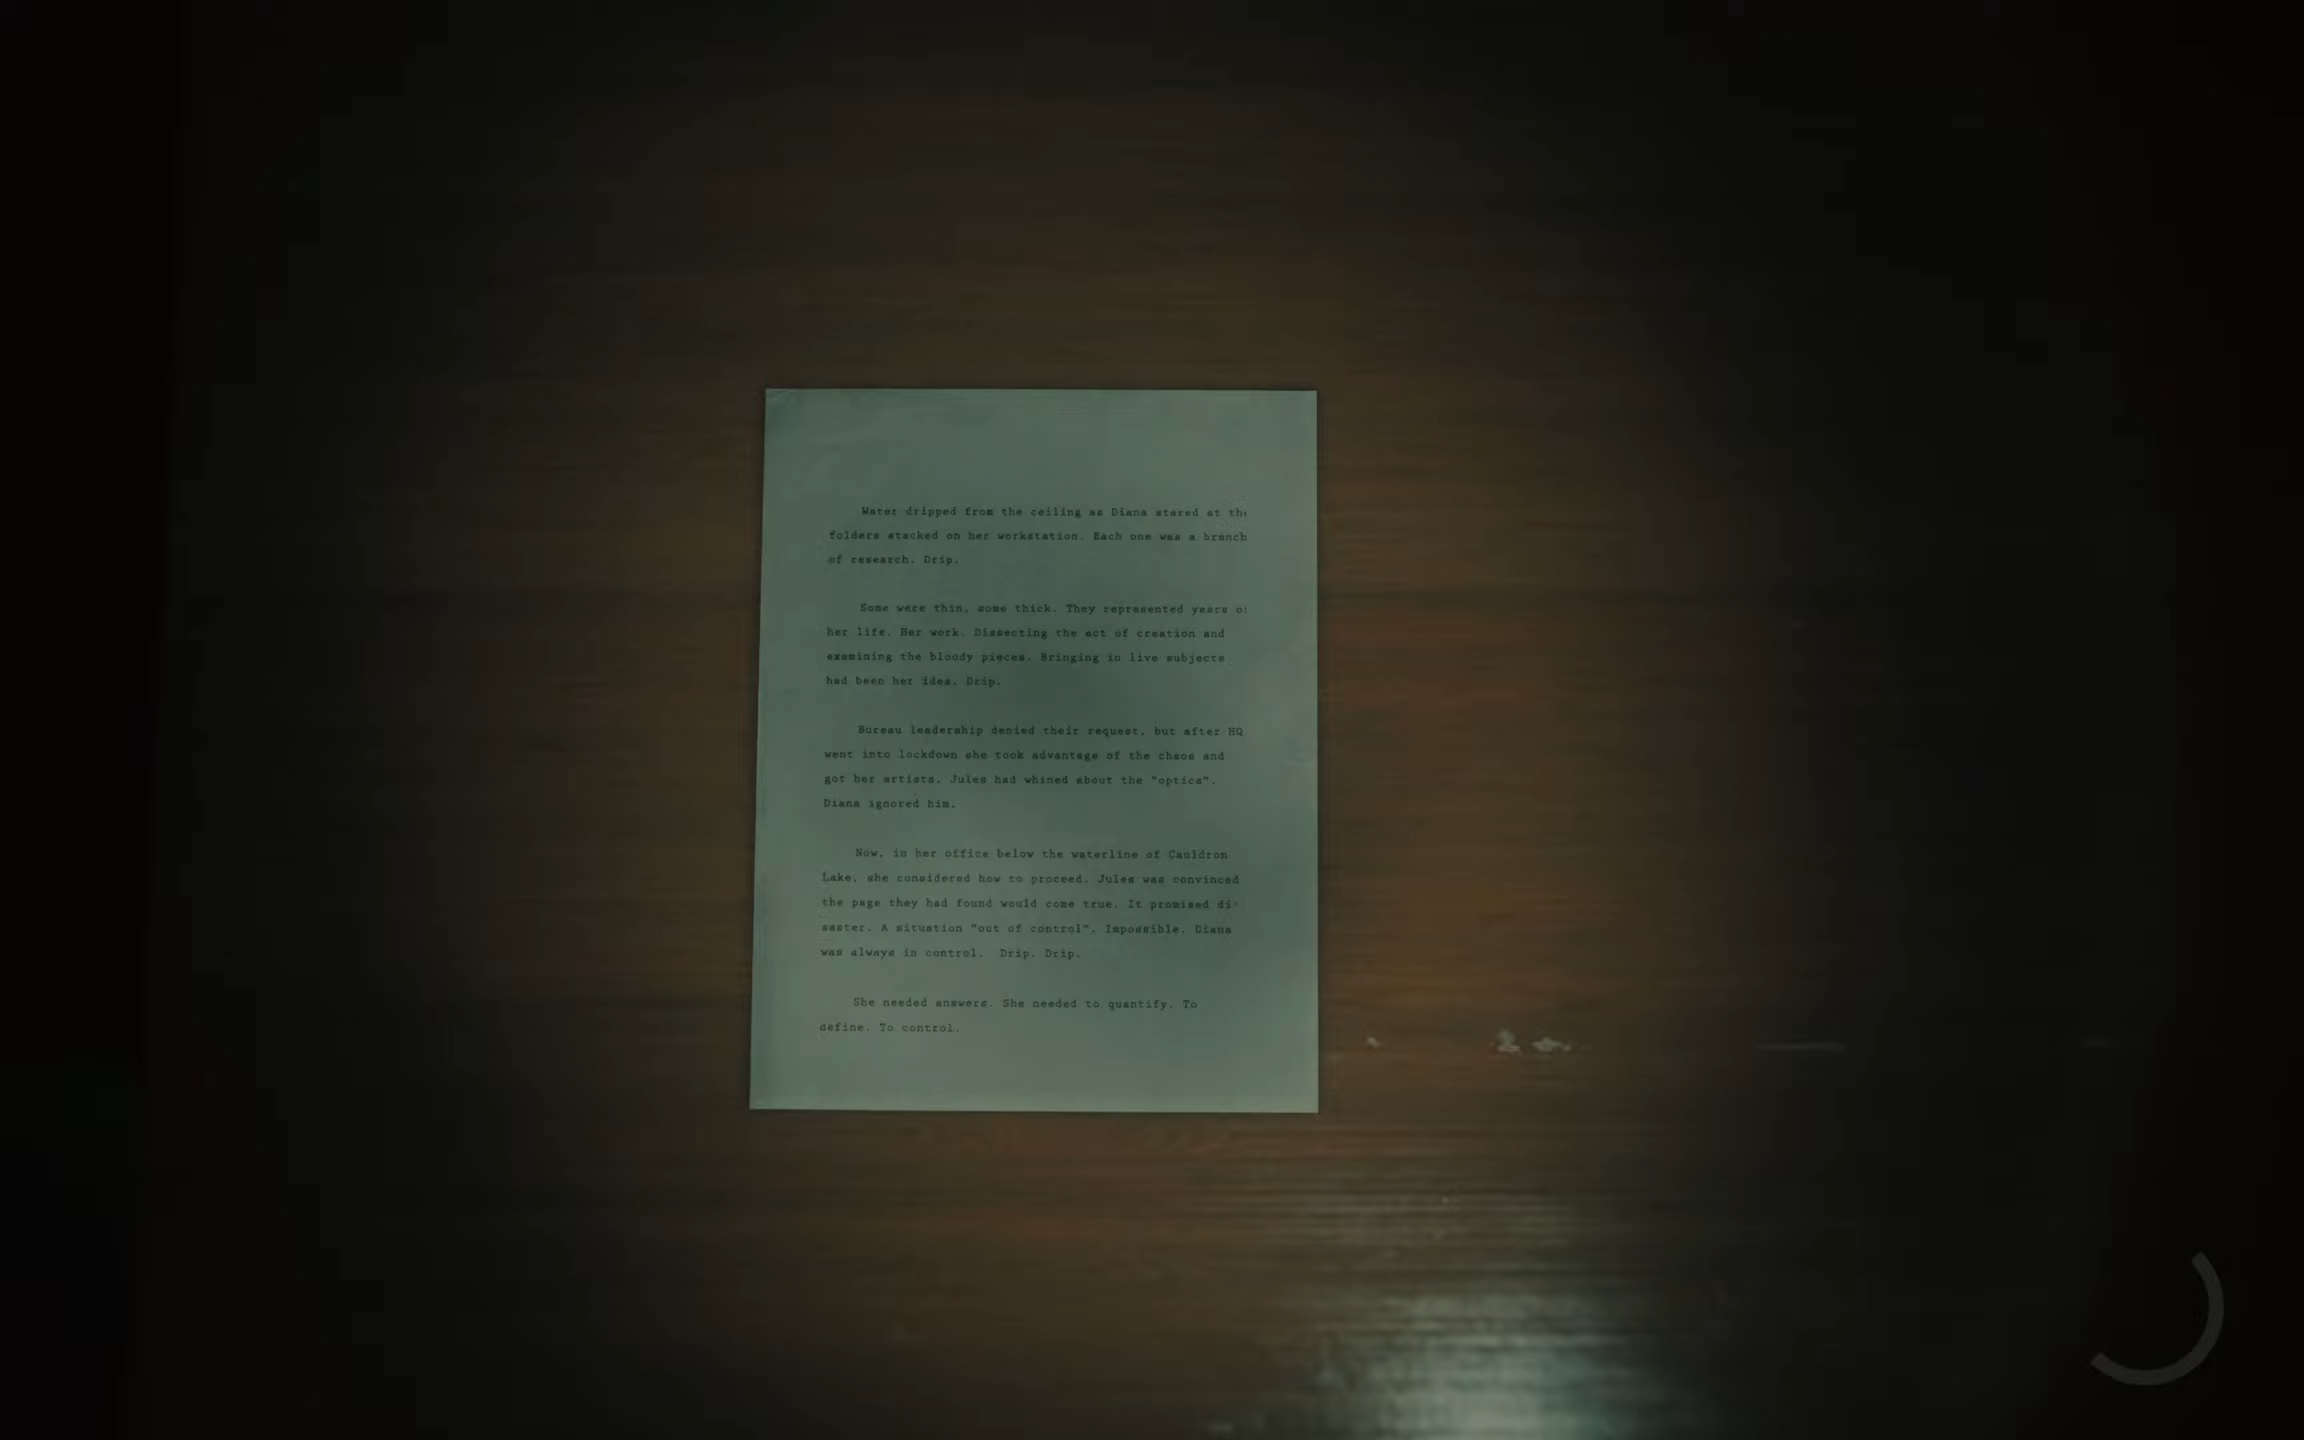 Water dripped from the ceiling as Diana stared at the
folders stacked on her workstation. Each one was a branch
of research. Drip.
Some were thin, some thick. They represented years of
her life. Her work. Dissecting the act of creation and
examining the bloody pieces. Bringing in live subjects
had been her idea. Drip.
Bureau leadership denied their request, but after HQ
went into lockdown she took advantage of the chaos and
got her artists. Jules had whined about the "optics".
Diana ignored him.
Now, in her office below the waterline of Cauldron
Lake, she considered how to proceed. Jules was convinced
the page they had found would come true. It promised di-
saster. A situation "out of control". Impossible. Diana
was always in control.  Drip. Drip.
She needed answers. She needed to quantify. To
define. To control.